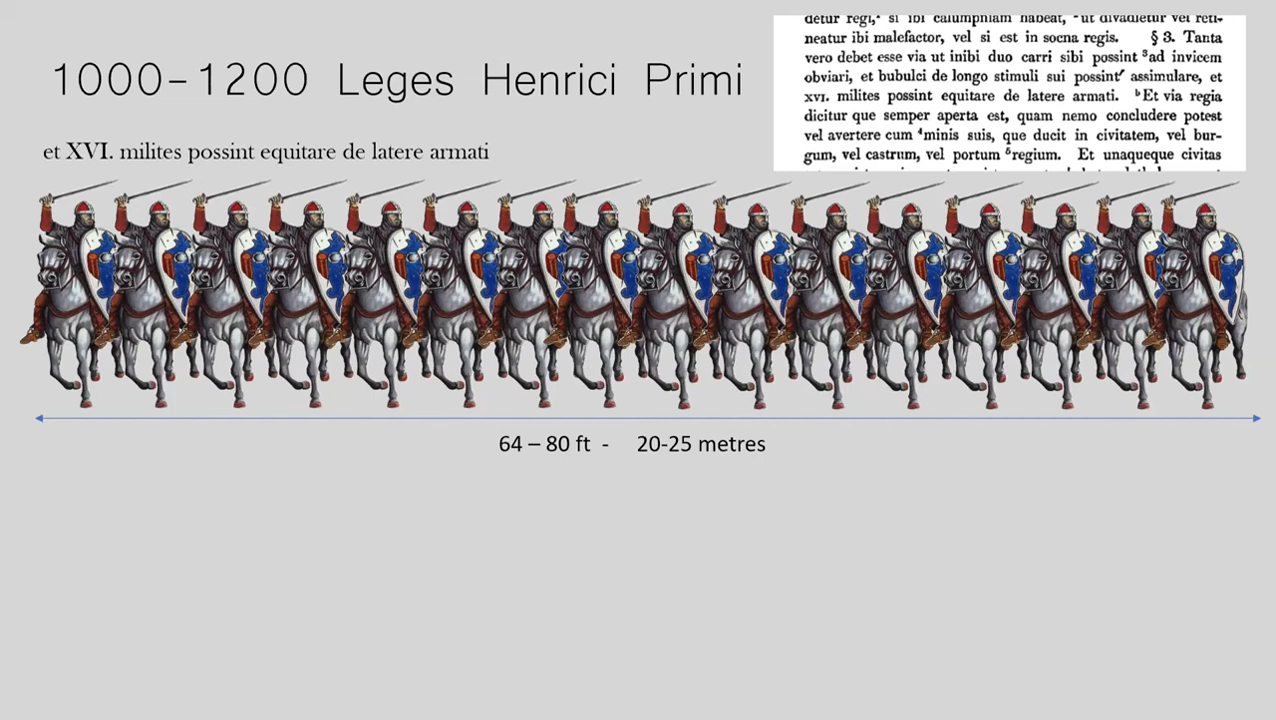 1000-1200 Leges Henrici Primi
et XVI. milites possint equitare de latere armati
detur regi,ᵃ si ibi calumpniam habeat, ²ut divadietur vel reti-
neatur ibi malefactor, vel si est in socna regis. § 3. Tanta
vero debet esse via ut inibi duo carri sibi possint ³ad invicem
obviari, et bubulci de longo stimuli sui possint′ assimulare, et
xvi. milites possint equitare de latere armati. ᵇEt via regia
dicitur que semper aperta est, quam nemo concludere potest
vel avertere cum ⁴minis suis, que ducit in civitatem, vel bur-
gum, vel castrum, vel portum ⁵regium. Et unaqueque civitas
64 – 80 ft - 20-25 metres